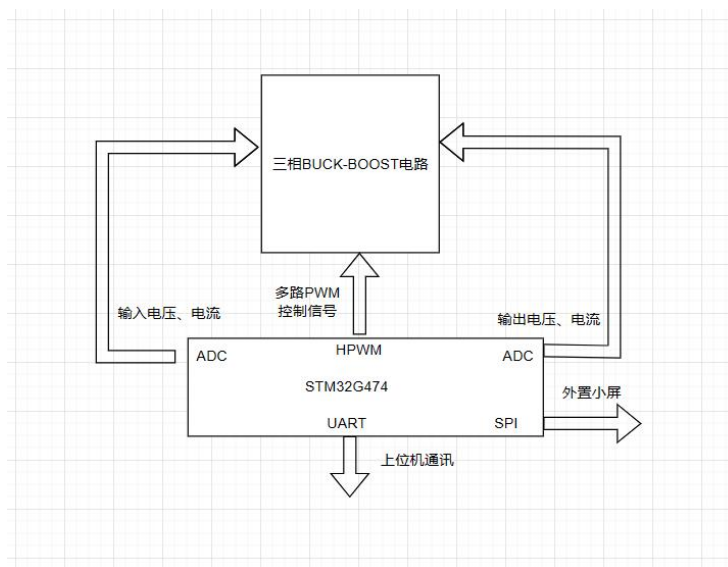 三相BUCK-BOOST电路
多路PWM
控制信号
输入电压、电流
输出电压、电流
ADC
HPWM
ADC
STM32G474
外置小屏
UART
SPI
上位机通讯